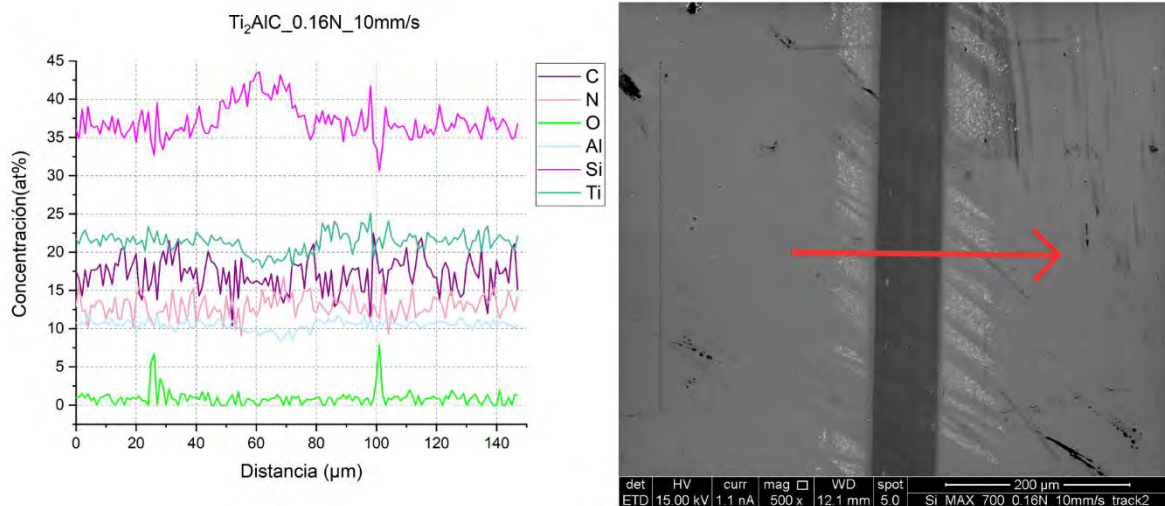 Ti₂AlC_0.16N_10mm/s
Concentración(at%)
45
40
35
30
25
20
15
10
5
0
0 20 40 60 80 100 120 140
Distancia (µm)
C
N
O
Al
Si
Ti
det HV curr mag □ WD spot
ETD 15.00 kV 1.1 nA 500 x 12.1 mm 5.0
200 µm
Si_MAX_700_0.16N_10mm/s_track2